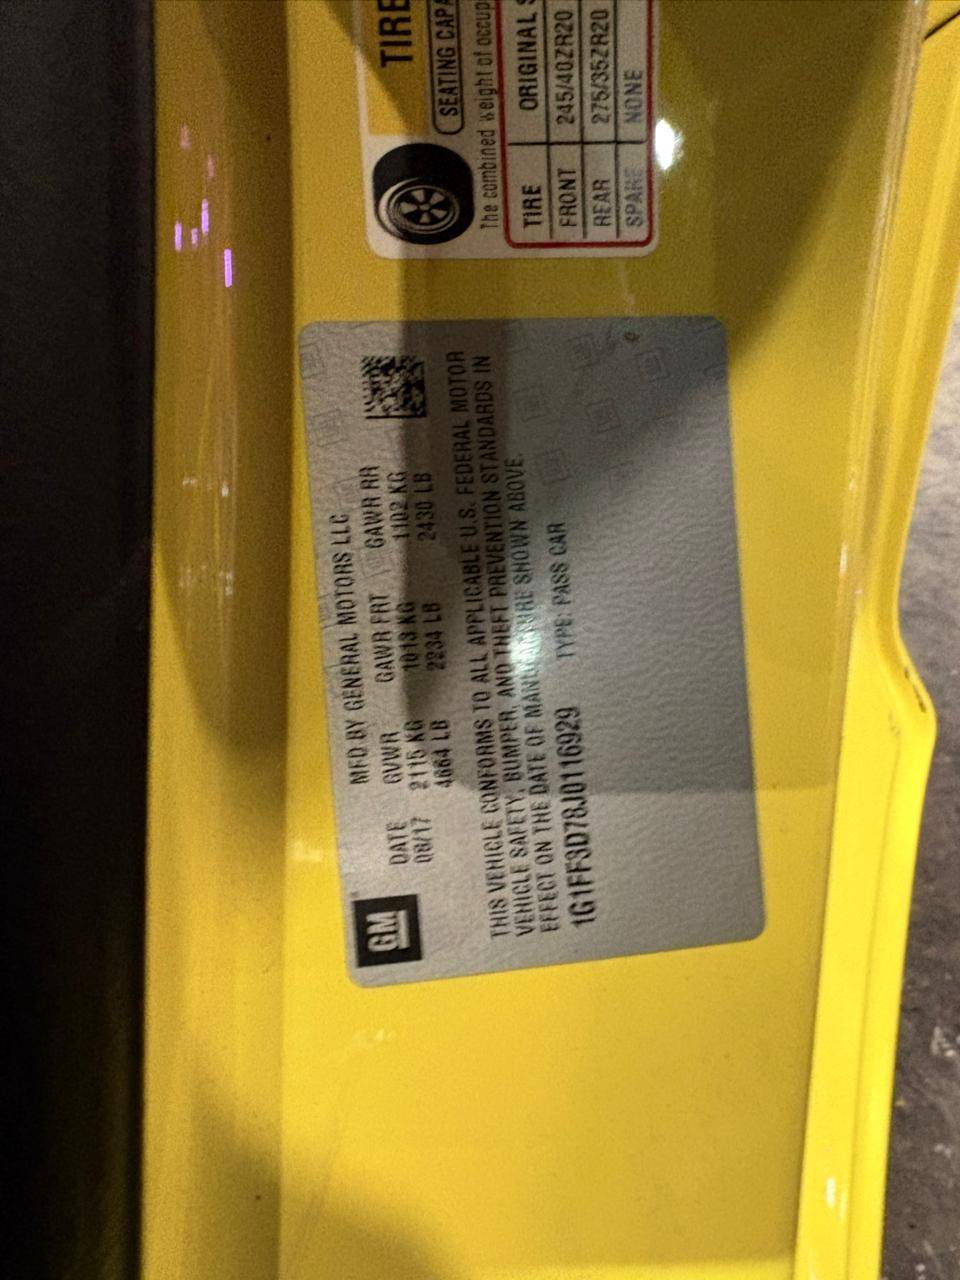 TIRE
SEATING CAPA
The combined weight of occup
TIRE ORIGINAL S
FRONT 245/40ZR20
REAR 275/35ZR20
SPARE NONE
GM
MFD BY GENERAL MOTORS LLC
DATE GVWR GAWR FRT GAWR RR
08/17 2115 KG 1013 KG 1102 KG
4664 LB 2234 LB 2430 LB
THIS VEHICLE CONFORMS TO ALL APPLICABLE U.S. FEDERAL MOTOR
VEHICLE SAFETY, BUMPER, AND THEFT PREVENTION STANDARDS IN
EFFECT ON THE DATE OF MANUFACTURE SHOWN ABOVE.
1G1FF3D78J0116929 TYPE: PASS CAR